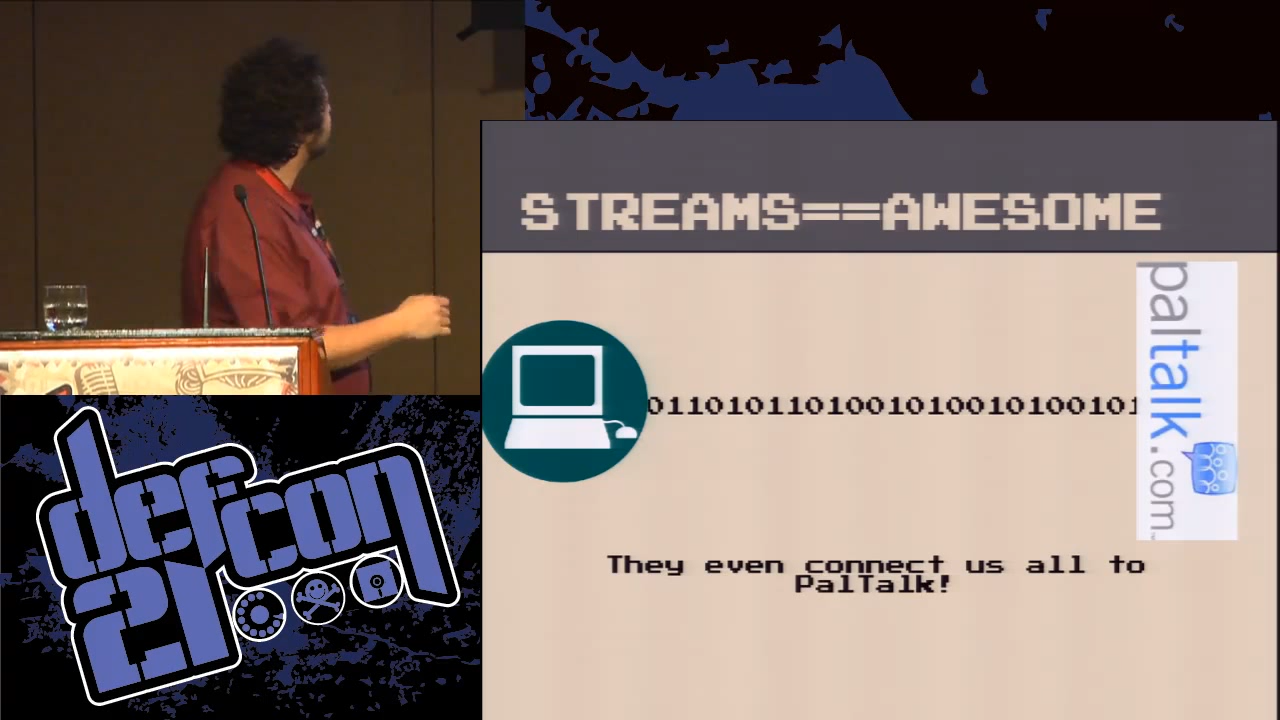 STREAMS==AWESOME
0110101101001010010100101
paltalk.com
They even connect us all to
PalTalk!
defcon
21